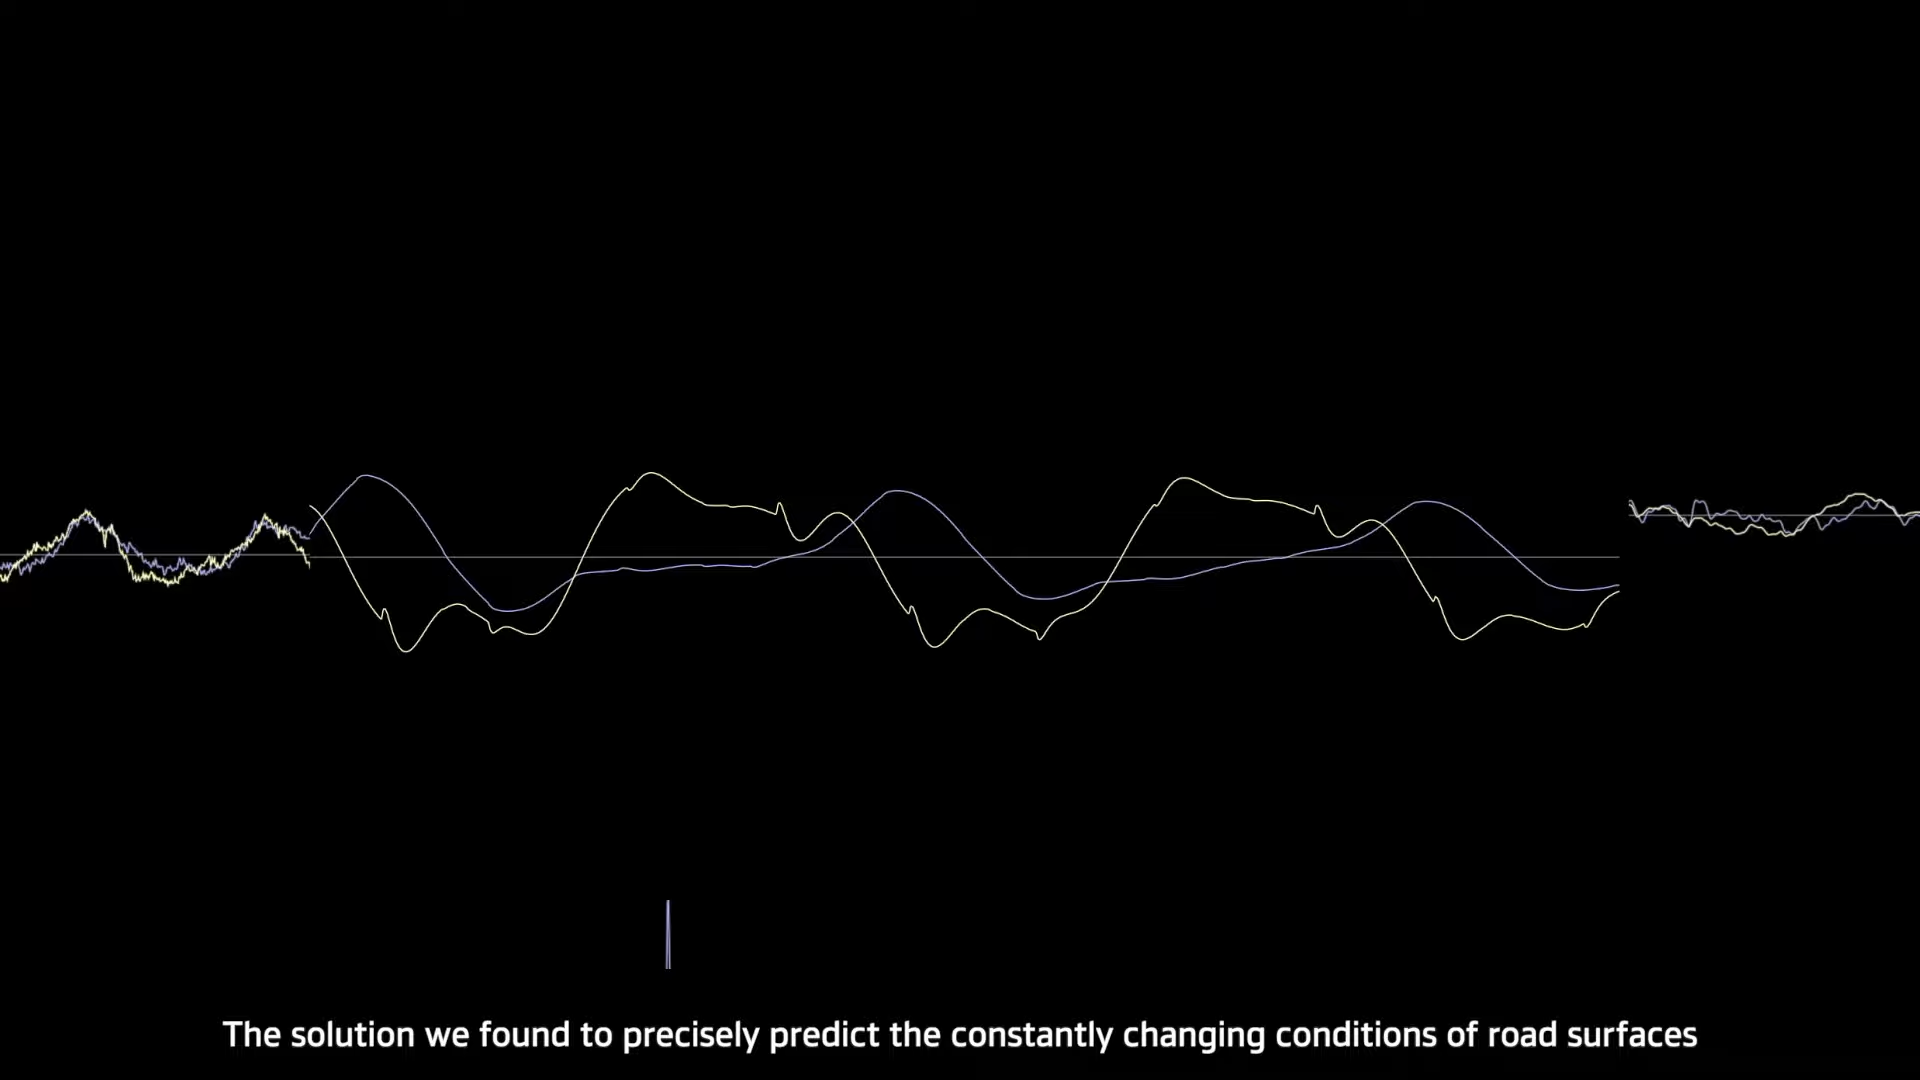 The solution we found to precisely predict the constantly changing conditions of road surfaces